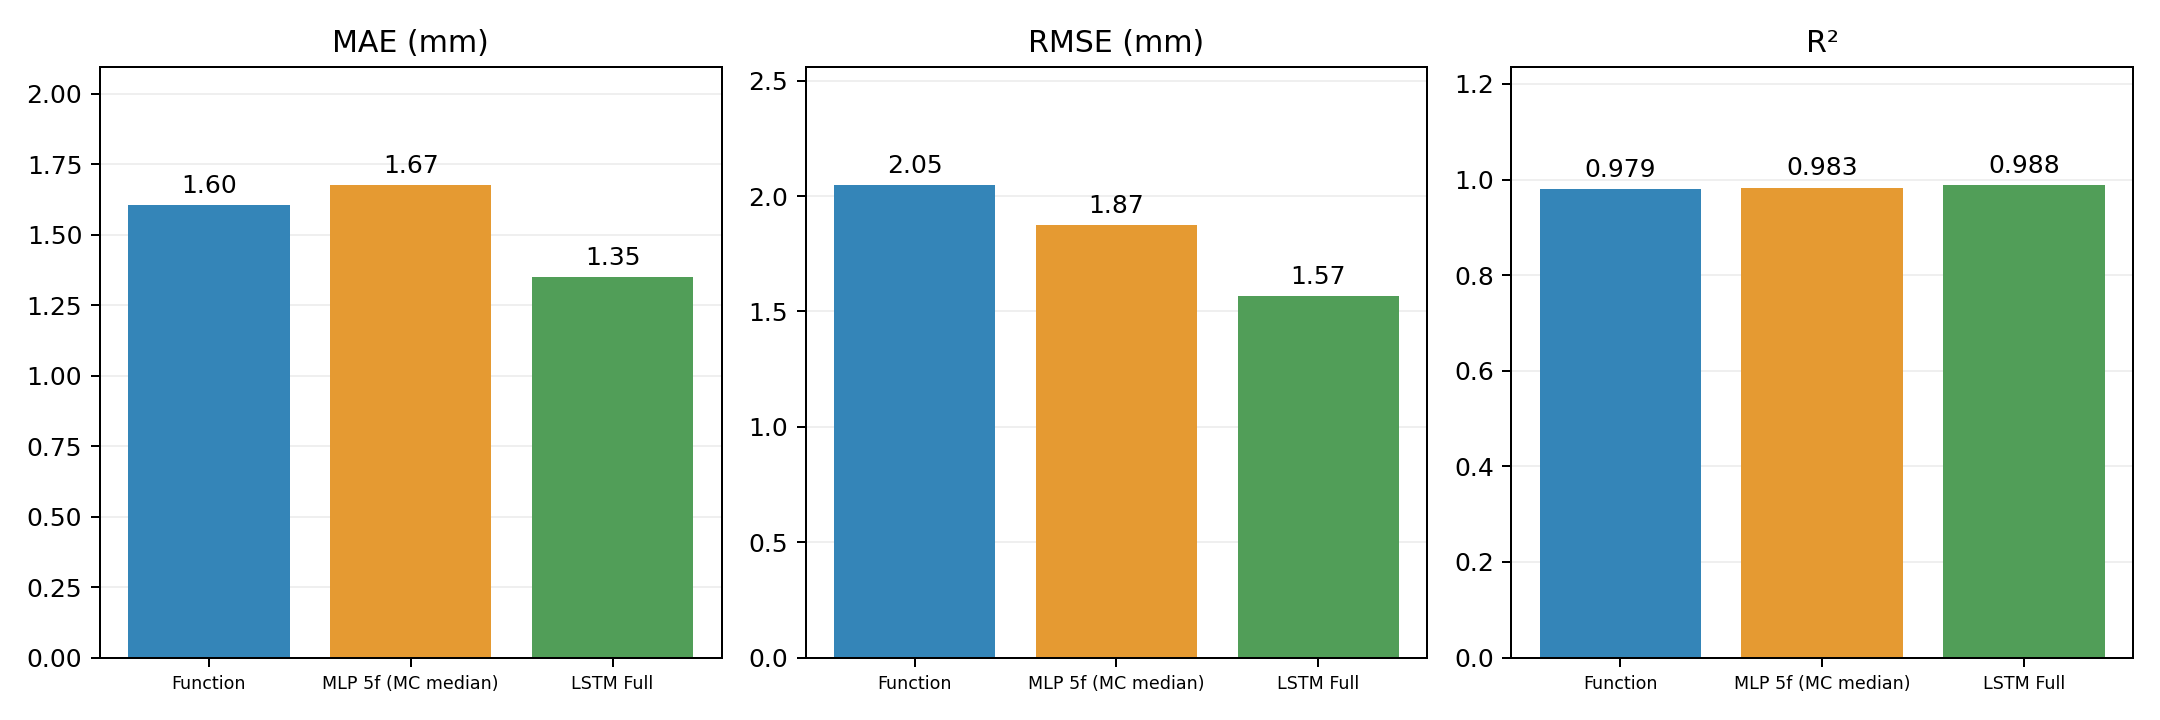 MAE (mm)
2.00
1.75
1.50
1.25
1.00
0.75
0.50
0.25
0.00
1.60
1.67
1.35
Function
MLP 5f (MC median)
LSTM Full
RMSE (mm)
2.5
2.0
1.5
1.0
0.5
0.0
2.05
1.87
1.57
Function
MLP 5f (MC median)
LSTM Full
R²
1.2
1.0
0.8
0.6
0.4
0.2
0.0
0.979
0.983
0.988
Function
MLP 5f (MC median)
LSTM Full